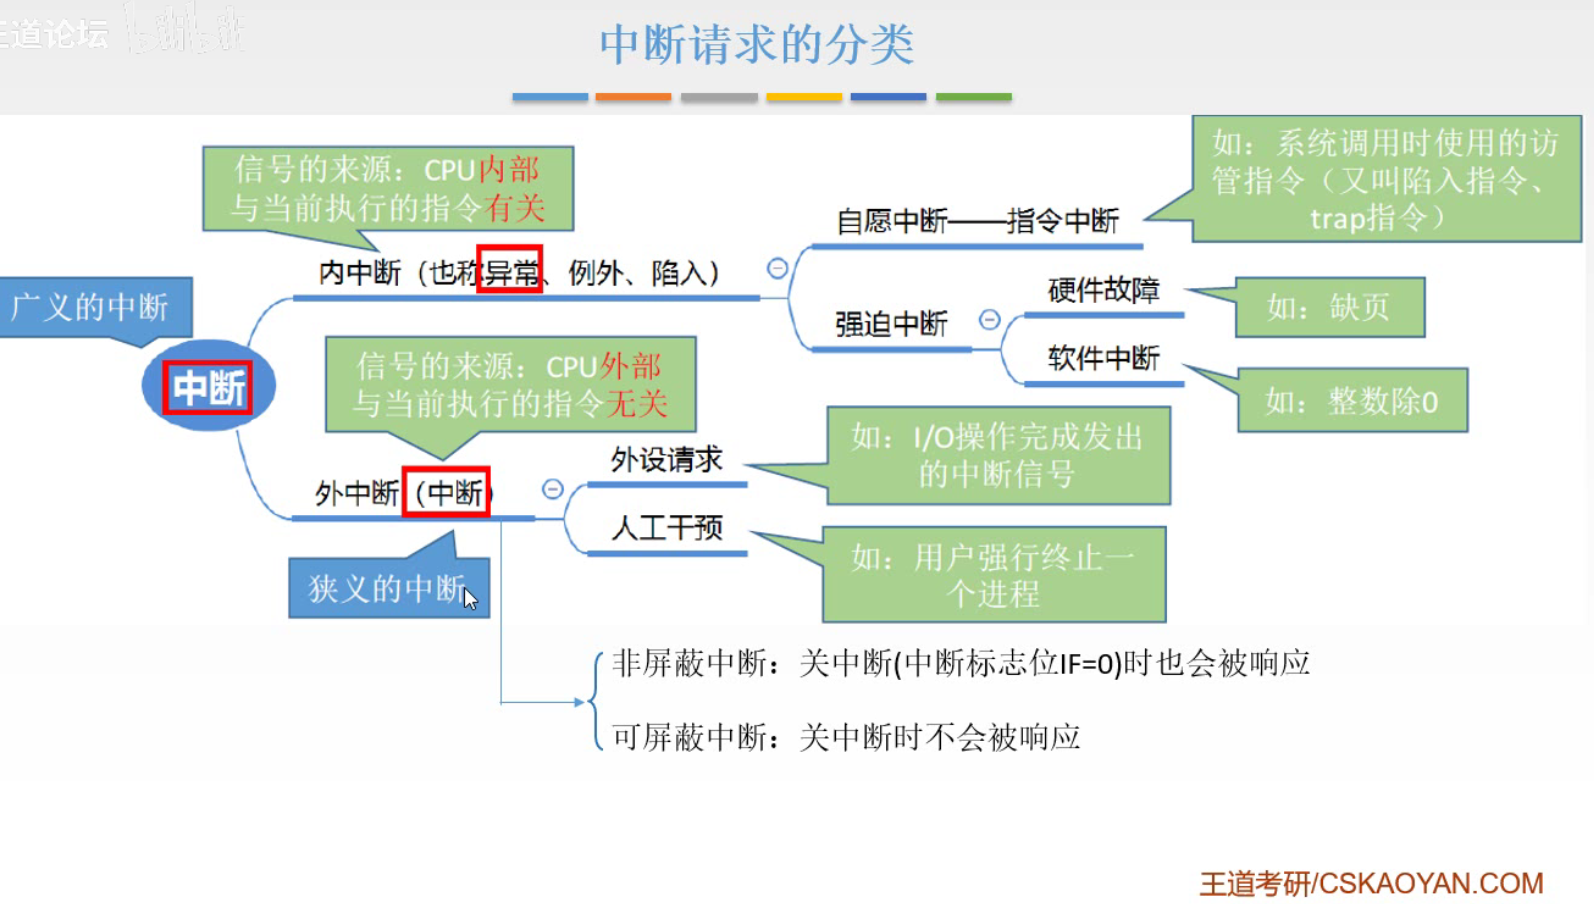 王道论坛 bilibili
中断请求的分类
信号的来源：CPU内部
与当前执行的指令有关
如：系统调用时使用的访
管指令（又叫陷入指令、
trap指令）
自愿中断——指令中断
内中断（也称异常、例外、陷入）
广义的中断
硬件故障
如：缺页
强迫中断
软件中断
如：整数除0
中断
信号的来源：CPU外部
与当前执行的指令无关
外设请求
如：I/O操作完成发出
的中断信号
外中断（中断）
人工干预
如：用户强行终止一
个进程
狭义的中断
非屏蔽中断：关中断(中断标志位IF=0)时也会被响应
可屏蔽中断：关中断时不会被响应
王道考研/CSKAOYAN.COM